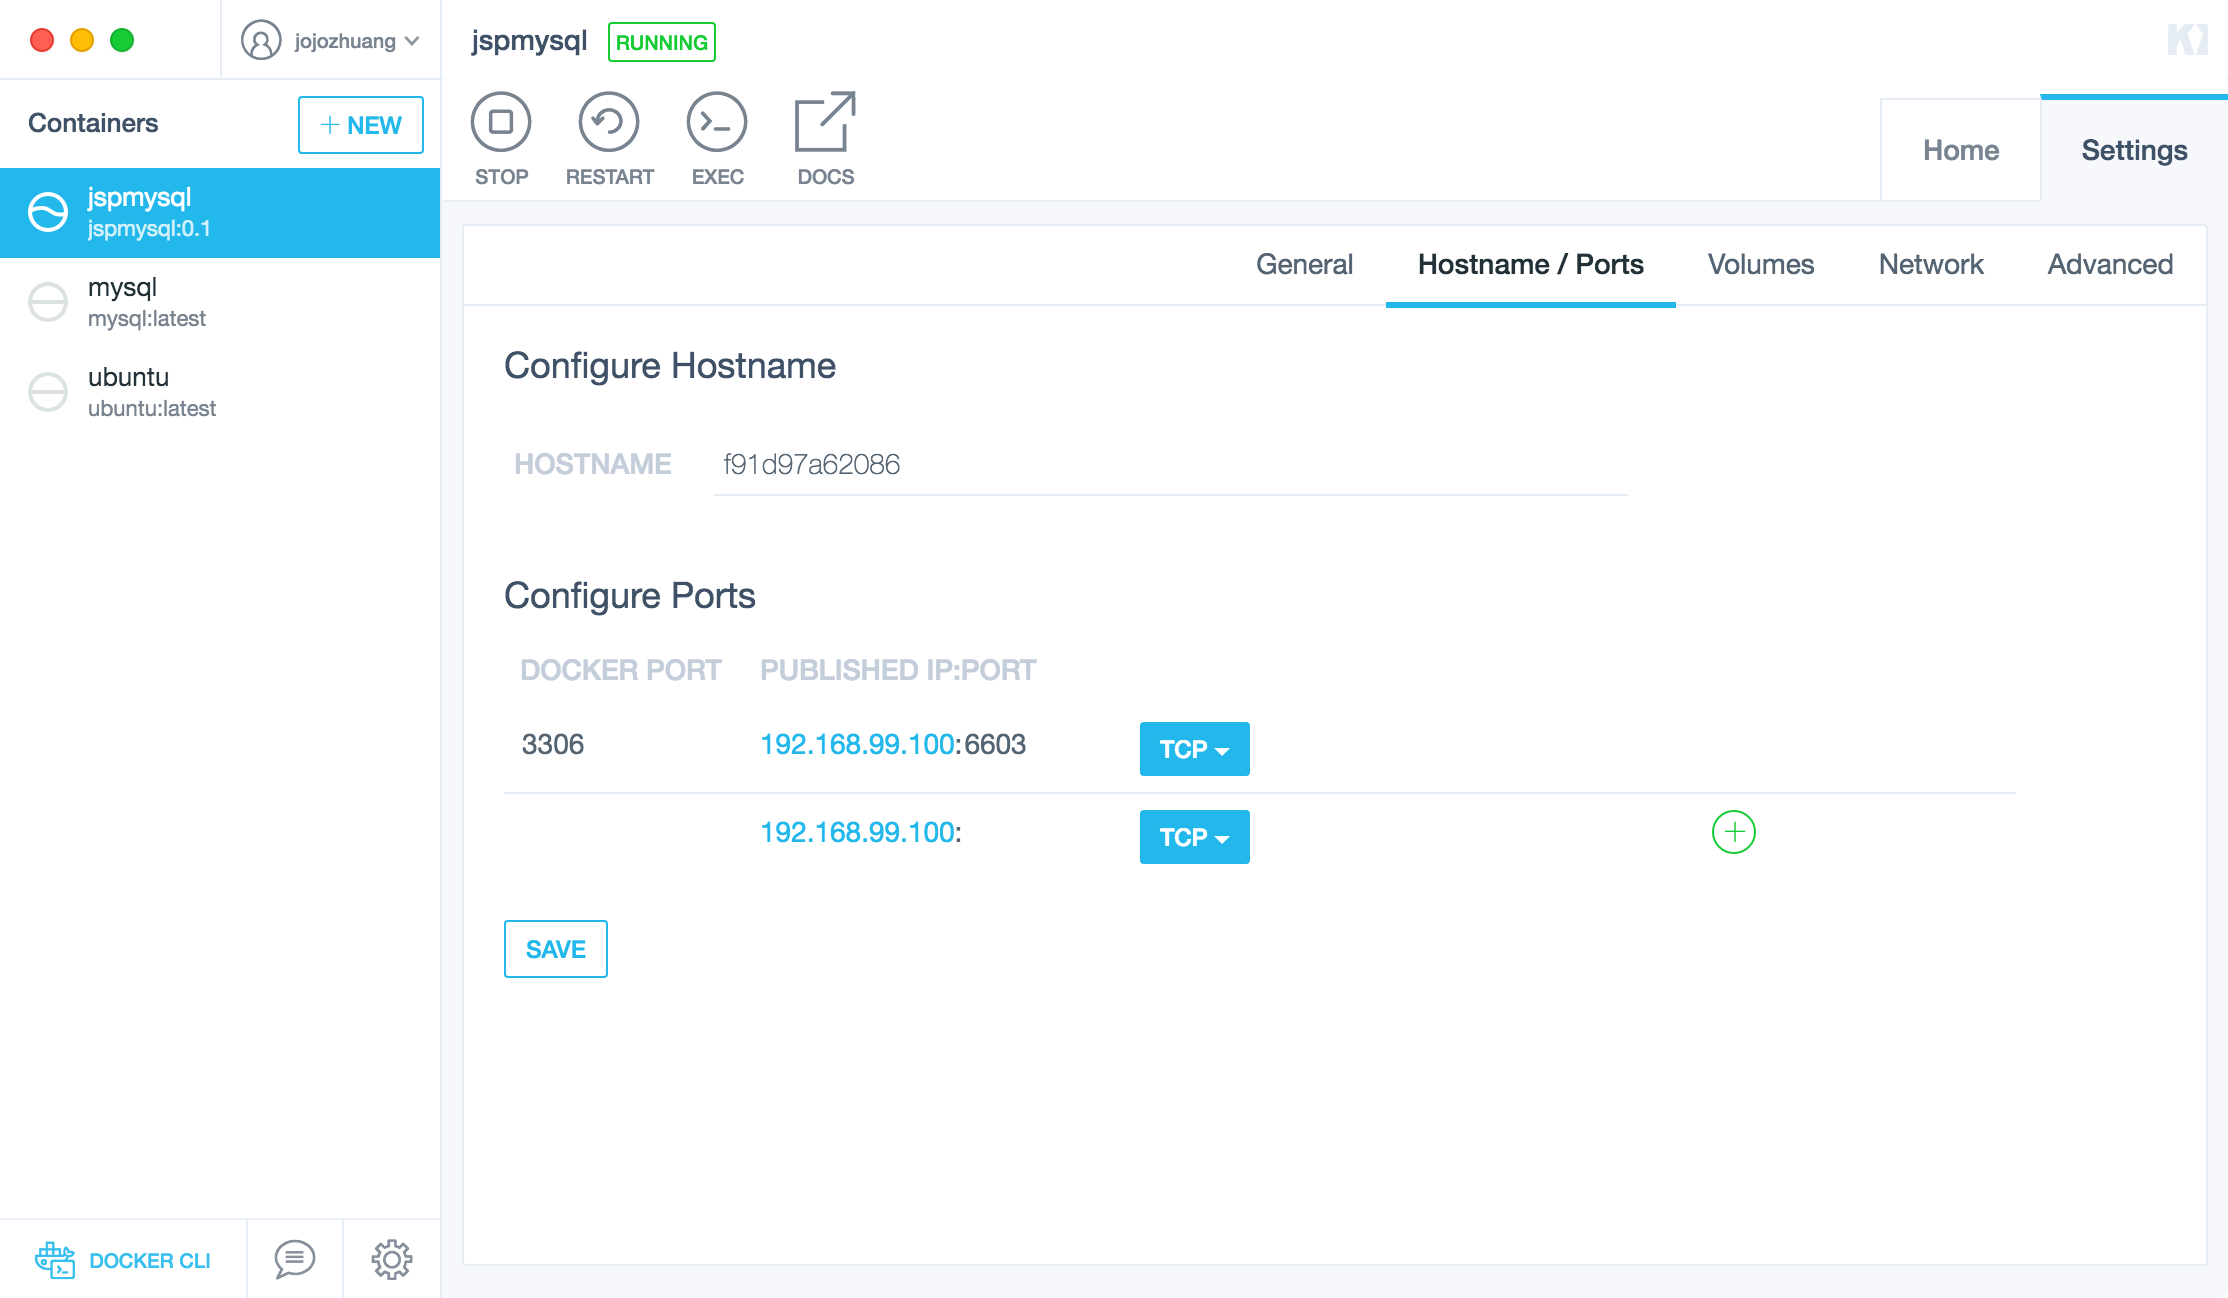 jojozhuang
Containers
+ NEW
jspmysql
jspmysql:0.1
mysql
mysql:latest
ubuntu
ubuntu:latest
DOCKER CLI
jspmysql RUNNING
STOP RESTART EXEC DOCS
Home Settings
General Hostname / Ports Volumes Network Advanced
Configure Hostname
HOSTNAME f91d97a62086
Configure Ports
DOCKER PORT PUBLISHED IP:PORT
3306 192.168.99.100:6603 TCP
192.168.99.100: TCP
SAVE